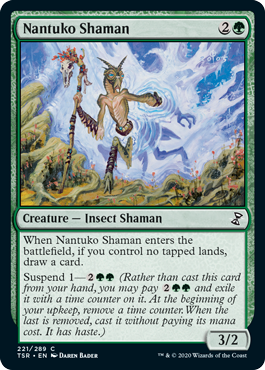 Nantuko Shaman 2
Creature — Insect Shaman
When Nantuko Shaman enters the
battlefield, if you control no tapped lands,
draw a card.
Suspend 1—2 (Rather than cast this card
from your hand, you may pay 2 and exile
it with a time counter on it. At the beginning of
your upkeep, remove a time counter. When the
last is removed, cast it without paying its mana
cost. It has haste.)
3/2
221/289 C
TSR • EN Daren Bader
™ & © 2020 Wizards of the Coast